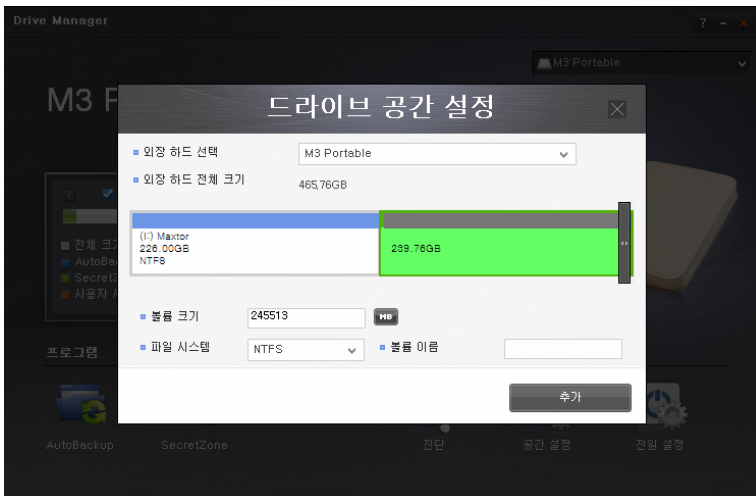 Drive Manager
? -
M3 Portable
M3 P
드라이브 공간 설정
외장 하드 선택
M3 Portable
외장 하드 전체 크기
465,76GB
(I:) Maxtor
226.00GB
NTFS
239.76GB
전체 크기
AutoBa
Secret
사용자
볼륨 크기
245513
MB
파일 시스템
NTFS
볼륨 이름
추가
프로그램
AutoBackup
SecretZone
진단
공간 설정
전원 설정